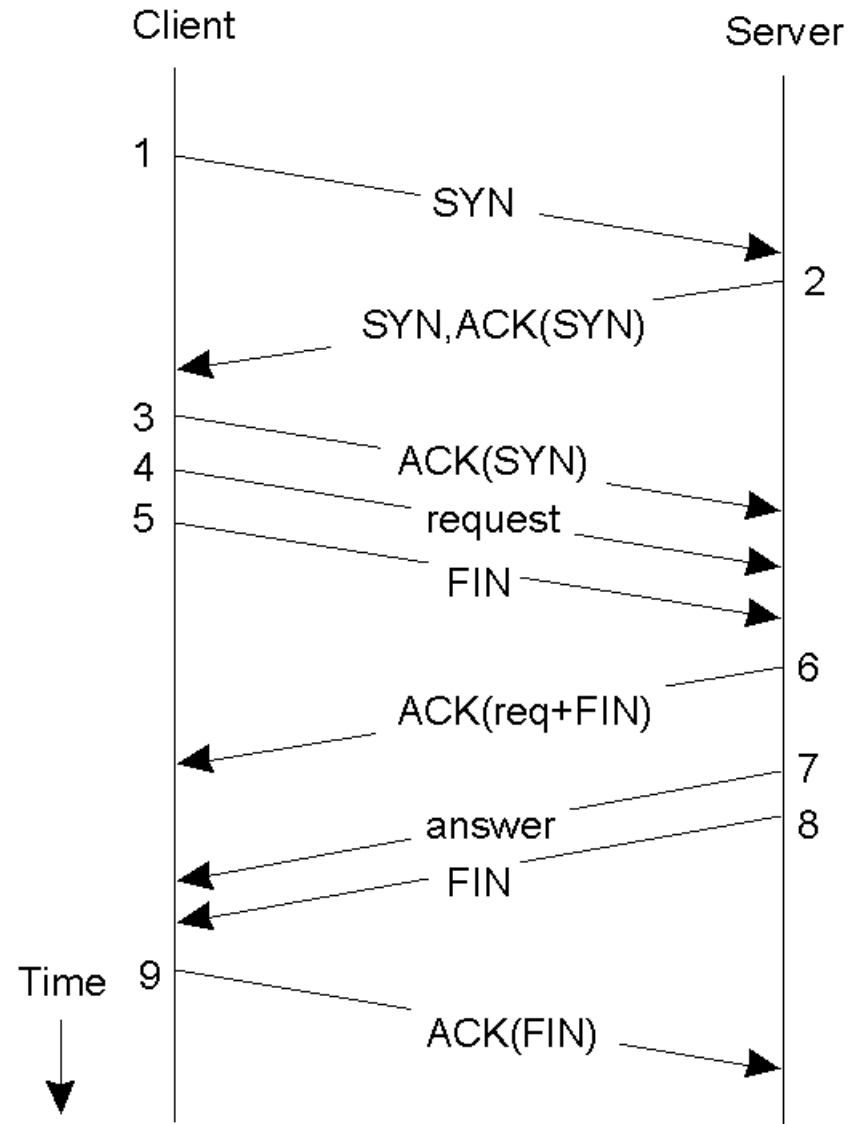 Client
Server
1
SYN
2
SYN,ACK(SYN)
3
ACK(SYN)
4
request
5
FIN
6
ACK(req+FIN)
7
answer
8
FIN
Time
9
ACK(FIN)